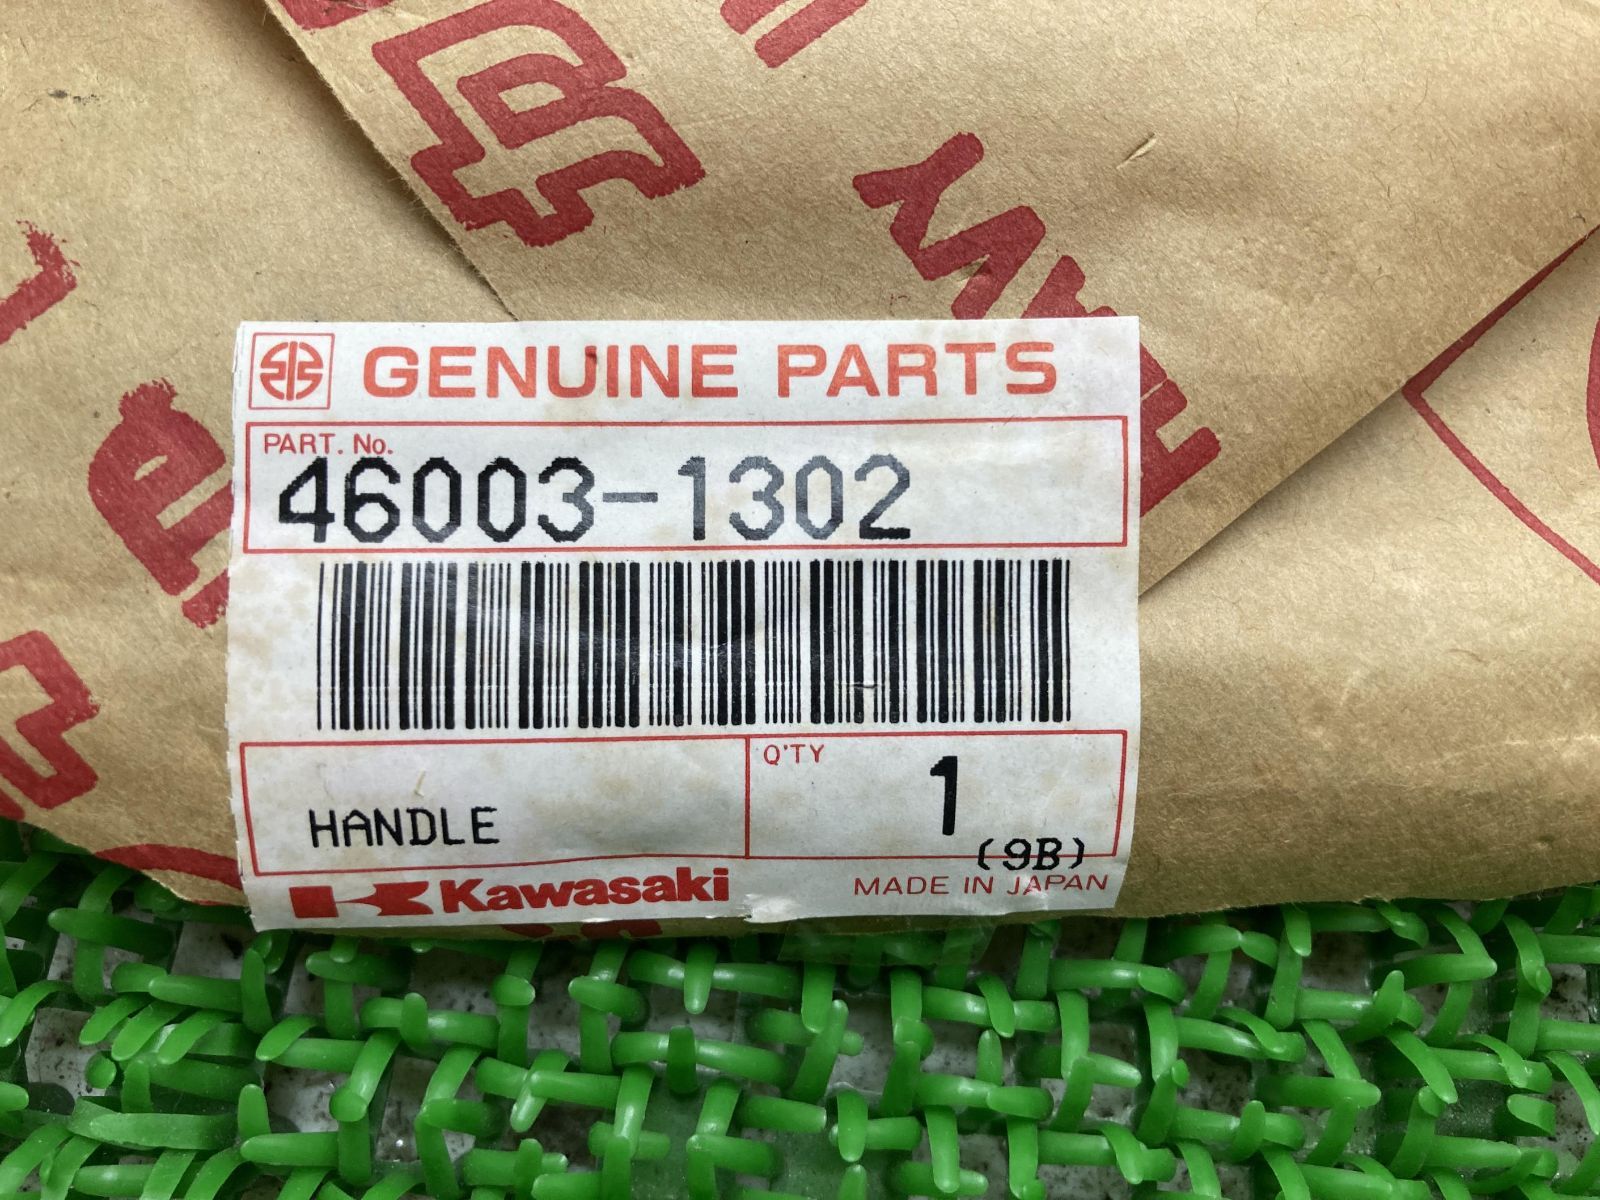 GENUINE PARTS
PART. No.
46003-1302
HANDLE
Q'TY
1
(9B)
Kawasaki
MADE IN JAPAN